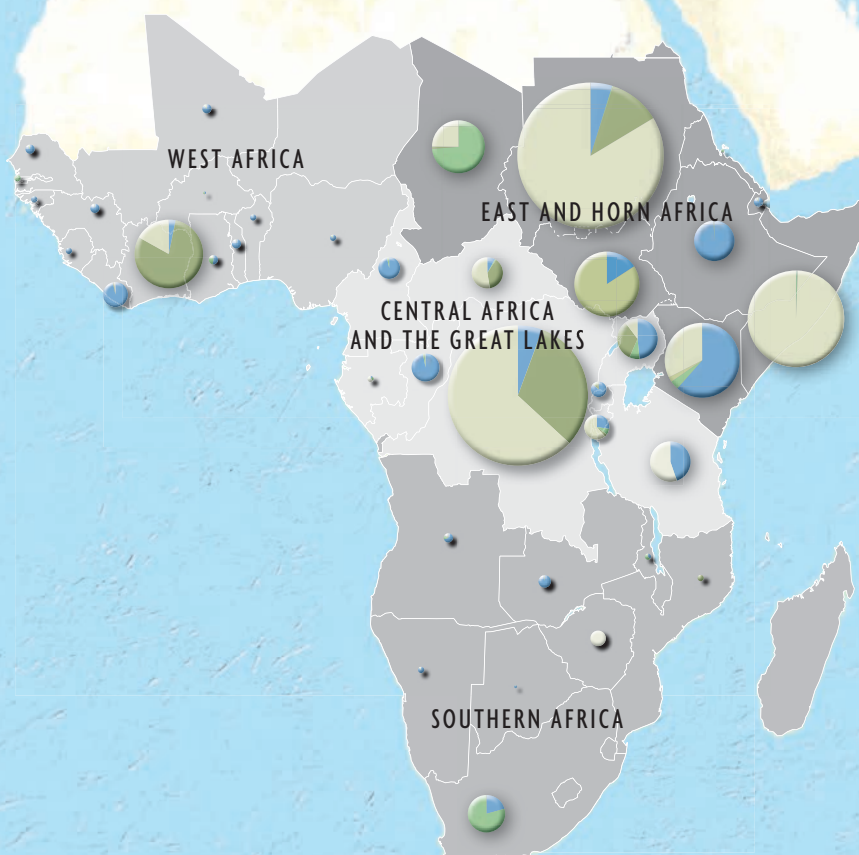 WEST AFRICA
EAST AND HORN AFRICA
CENTRAL AFRICA
AND THE GREAT LAKES
SOUTHERN AFRICA